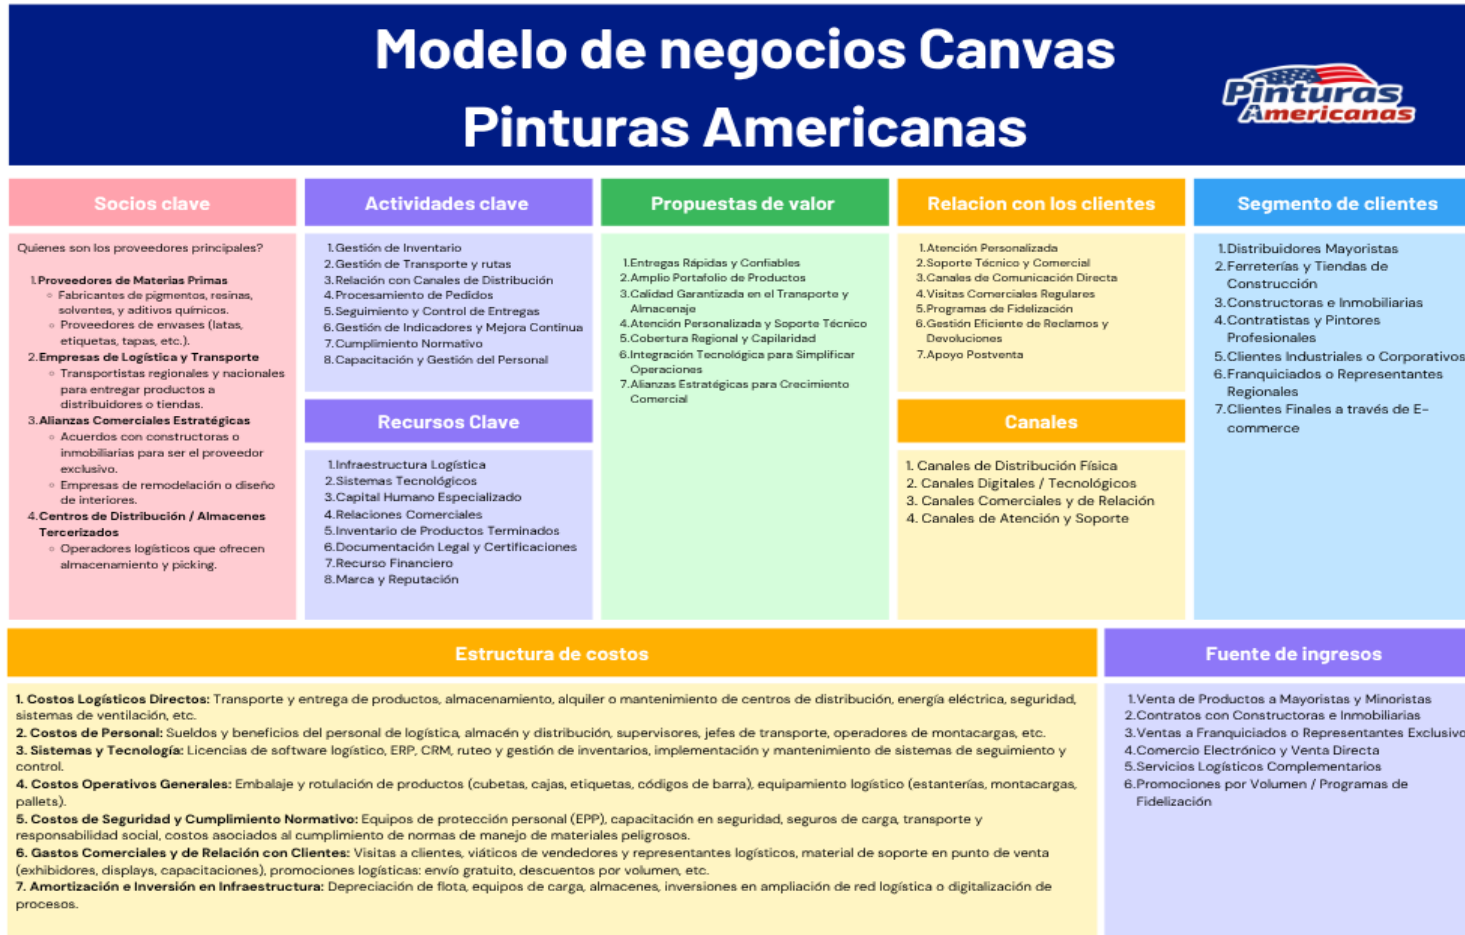 Modelo de negocios Canvas
Pinturas Americanas
Pinturas
Americanas
Socios clave
Quienes son los proveedores principales?
1.Proveedores de Materias Primas
Fabricantes de pigmentos, resinas,
solventes, y aditivos químicos.
Proveedores de envases (latas,
etiquetas, tapas, etc.).
2.Empresas de Logística y Transporte
Transportistas regionales y nacionales
para entregar productos a
distribuidores o tiendas.
3.Alianzas Comerciales Estratégicas
Acuerdos con constructoras o
inmobiliarias para ser el proveedor
exclusivo.
Empresas de remodelación o diseño
de interiores.
4.Centros de Distribución / Almacenes
Tercerizados
Operadores logísticos que ofrecen
almacenamiento y picking.
Actividades clave
1.Gestión de Inventario
2.Gestión de Transporte y rutas
3.Relación con Canales de Distribución
4.Procesamiento de Pedidos
5.Seguimiento y Control de Entregas
6.Gestión de Indicadores y Mejora Continua
7.Cumplimiento Normativo
8.Capacitación y Gestión del Personal
Recursos Clave
1.Infraestructura Logística
2.Sistemas Tecnológicos
3.Capital Humano Especializado
4.Relaciones Comerciales
5.Inventario de Productos Terminados
6.Documentación Legal y Certificaciones
7.Recurso Financiero
8.Marca y Reputación
Propuestas de valor
1.Entregas Rápidas y Confiables
2.Amplio Portafolio de Productos
3.Calidad Garantizada en el Transporte y
Almacenaje
4.Atención Personalizada y Soporte Técnico
5.Cobertura Regional y Capilaridad
6.Integración Tecnológica para Simplificar
Operaciones
7.Alianzas Estratégicas para Crecimiento
Comercial
Relacion con los clientes
1.Atención Personalizada
2.Soporte Técnico y Comercial
3.Canales de Comunicación Directa
4.Visitas Comerciales Regulares
5.Programas de Fidelización
6.Gestión Eficiente de Reclamos y
Devoluciones
7.Apoyo Postventa
Canales
1. Canales de Distribución Física
2. Canales Digitales / Tecnológicos
3. Canales Comerciales y de Relación
4. Canales de Atención y Soporte
Segmento de clientes
1.Distribuidores Mayoristas
2.Ferreterías y Tiendas de
Construcción
3.Constructoras e Inmobiliarias
4.Contratistas y Pintores
Profesionales
5.Clientes Industriales o Corporativos
6.Franquiciados o Representantes
Regionales
7.Clientes Finales a través de E-
commerce
Estructura de costos
1. Costos Logísticos Directos: Transporte y entrega de productos, almacenamiento, alquiler o mantenimiento de centros de distribución, energía eléctrica, seguridad,
sistemas de ventilación, etc.
2. Costos de Personal: Sueldos y beneficios del personal de logística, almacén y distribución, supervisores, jefes de transporte, operadores de montacargas, etc.
3. Sistemas y Tecnología: Licencias de software logístico, ERP, CRM, ruteo y gestión de inventarios, implementación y mantenimiento de sistemas de seguimiento y
control.
4. Costos Operativos Generales: Embalaje y rotulación de productos (cubetas, cajas, etiquetas, códigos de barra), equipamiento logístico (estanterías, montacargas,
pallets).
5. Costos de Seguridad y Cumplimiento Normativo: Equipos de protección personal (EPP), capacitación en seguridad, seguros de carga, transporte y
responsabilidad social, costos asociados al cumplimiento de normas de manejo de materiales peligrosos.
6. Gastos Comerciales y de Relación con Clientes: Visitas a clientes, viáticos de vendedores y representantes logísticos, material de soporte en punto de venta
(exhibidores, displays, capacitaciones), promociones logísticas: envío gratuito, descuentos por volumen, etc.
7. Amortización e Inversión en Infraestructura: Depreciación de flota, equipos de carga, almacenes, inversiones en ampliación de red logística o digitalización de
procesos.
Fuente de ingresos
1.Venta de Productos a Mayoristas y Minoristas
2.Contratos con Constructoras e Inmobiliarias
3.Ventas a Franquiciados o Representantes Exclusivo
4.Comercio Electrónico y Venta Directa
5.Servicios Logísticos Complementarios
6.Promociones por Volumen / Programas de
Fidelización